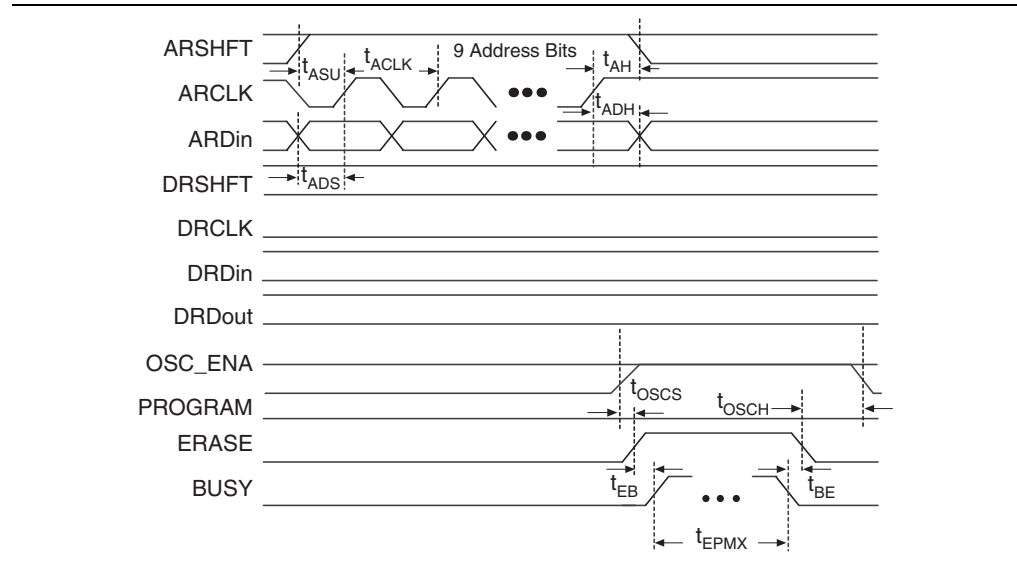 ARSHFT
9 Address Bits
tASU
tACLK
tAH
ARCLK
tADH
ARDin
tADS
DRSHFT
DRCLK
DRDin
DRDout
OSC_ENA
tOSCS
tOSCH
PROGRAM
ERASE
tEB
tBE
BUSY
tEPMX